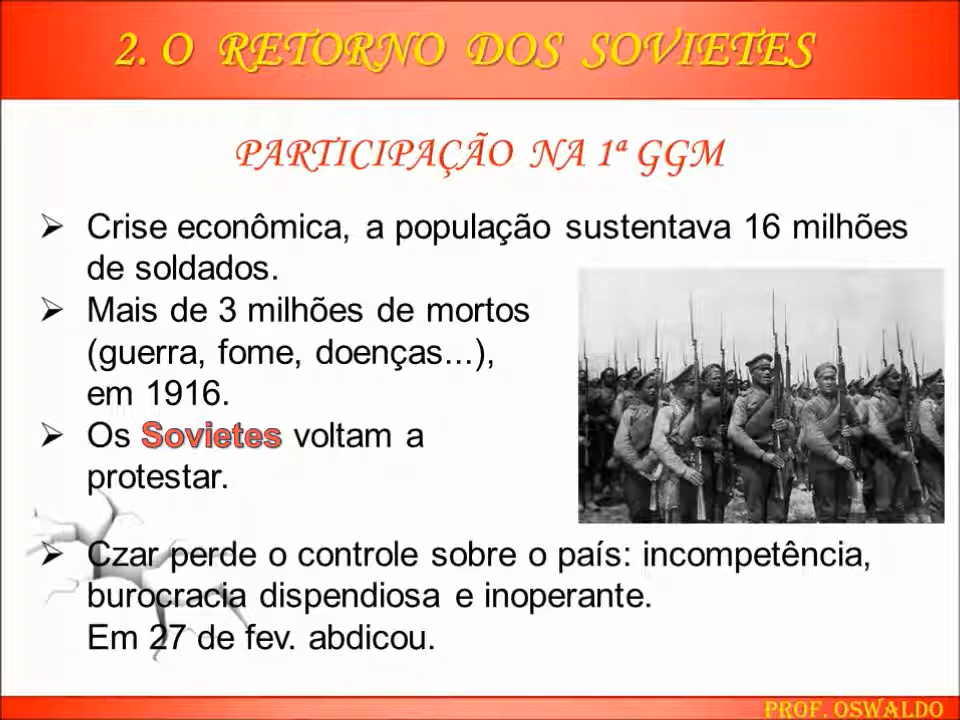 2. O RETORNO DOS SOVIETES
PARTICIPAÇÃO NA 1ª GGM
Crise econômica, a população sustentava 16 milhões
de soldados.
Mais de 3 milhões de mortos
(guerra, fome, doenças...),
em 1916.
Os Sovietes voltam a
protestar.
Czar perde o controle sobre o país: incompetência,
burocracia dispendiosa e inoperante.
Em 27 de fev. abdicou.
PROF. OSWALDO